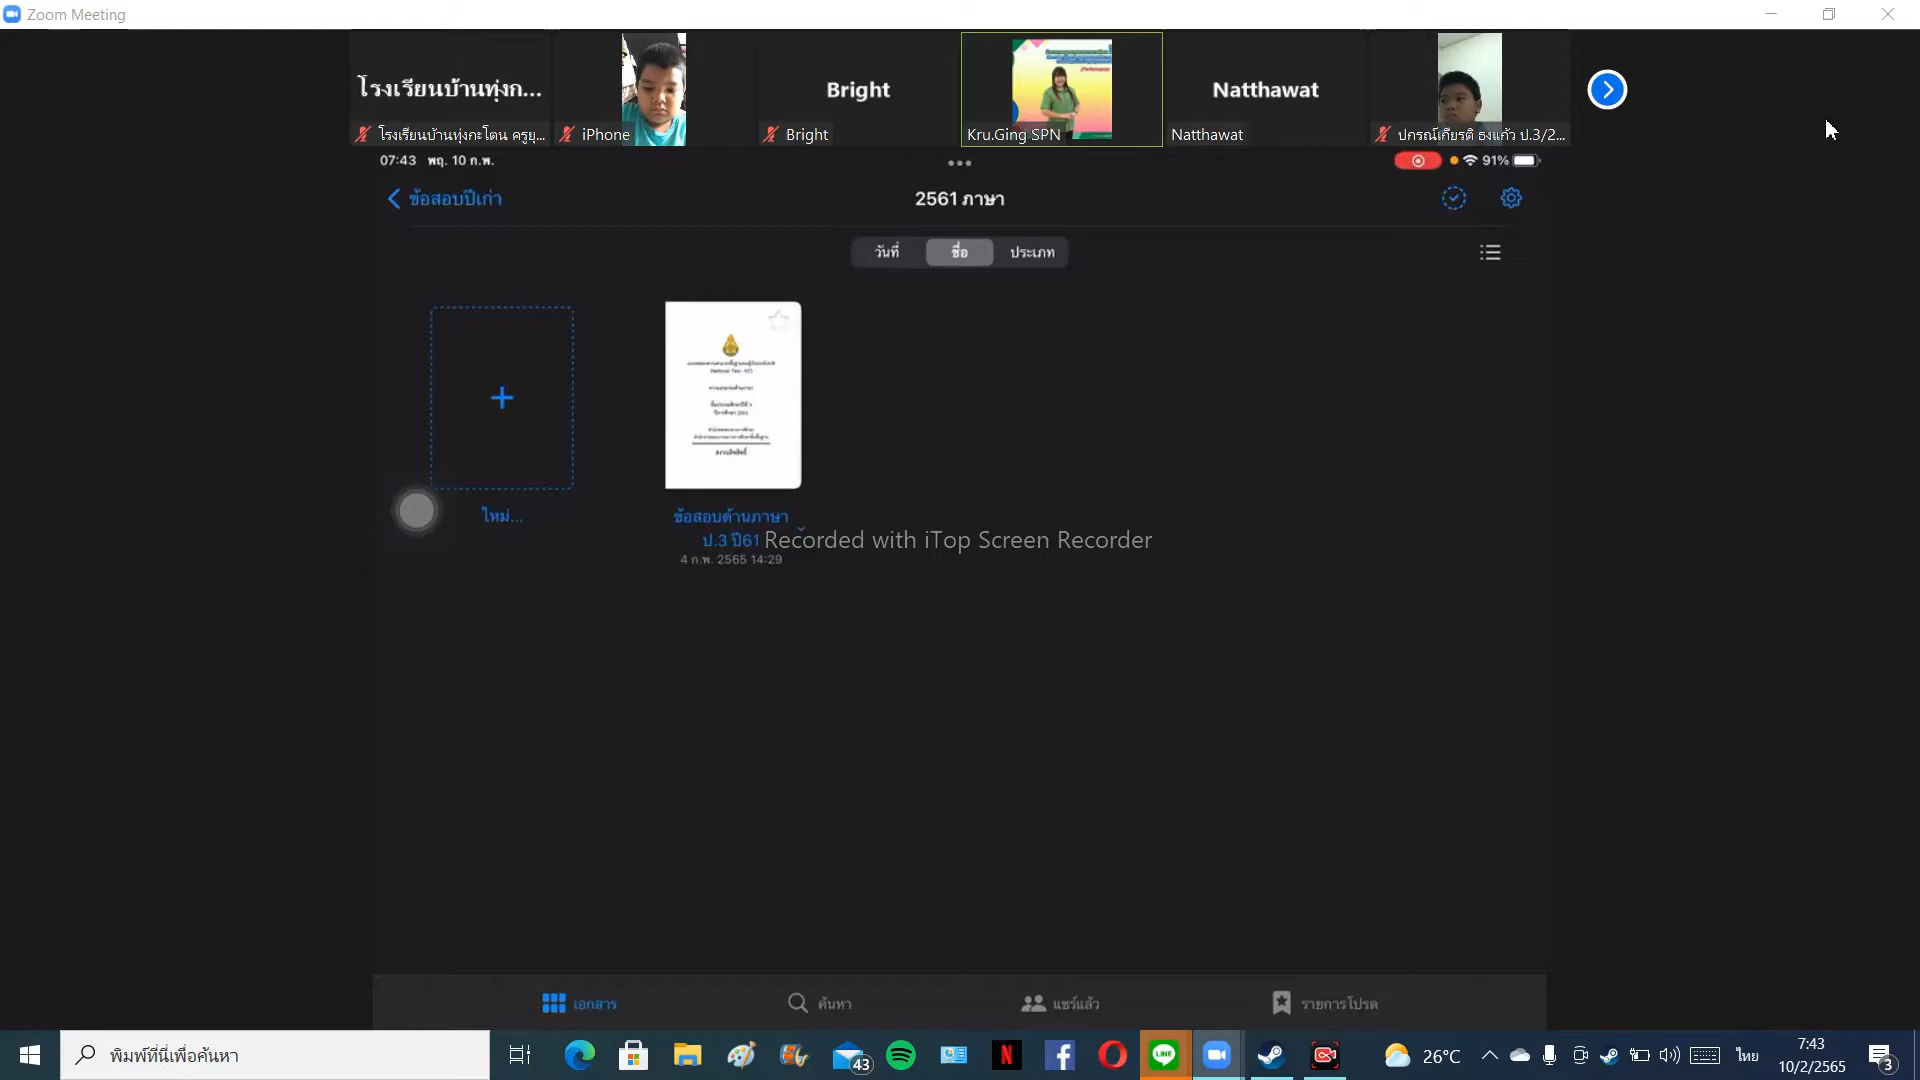 Zoom Meeting
โรงเรียนบ้านทุ่งก...
Bright
Natthawat
โรงเรียนบ้านทุ่งกะโตน ครูยุ...
iPhone
Bright
Kru.Ging SPN
Natthawat
ปกรณ์เกียรติ ธงแก้ว ป.3/2...
07:43 พฤ. 10 ก.พ.
91%
ข้อสอบปีเก่า
2561 ภาษา
วันที่
ชื่อ
ประเภท
ใหม่...
ข้อสอบด้านภาษา
ป.3 ปี61
4 ก.พ. 2565 14:29
Recorded with iTop Screen Recorder
เอกสาร
ค้นหา
แชร์แล้ว
รายการโปรด
พิมพ์ที่นี่เพื่อค้นหา
43
LINE
26°C
ไทย
7:43
10/2/2565
3